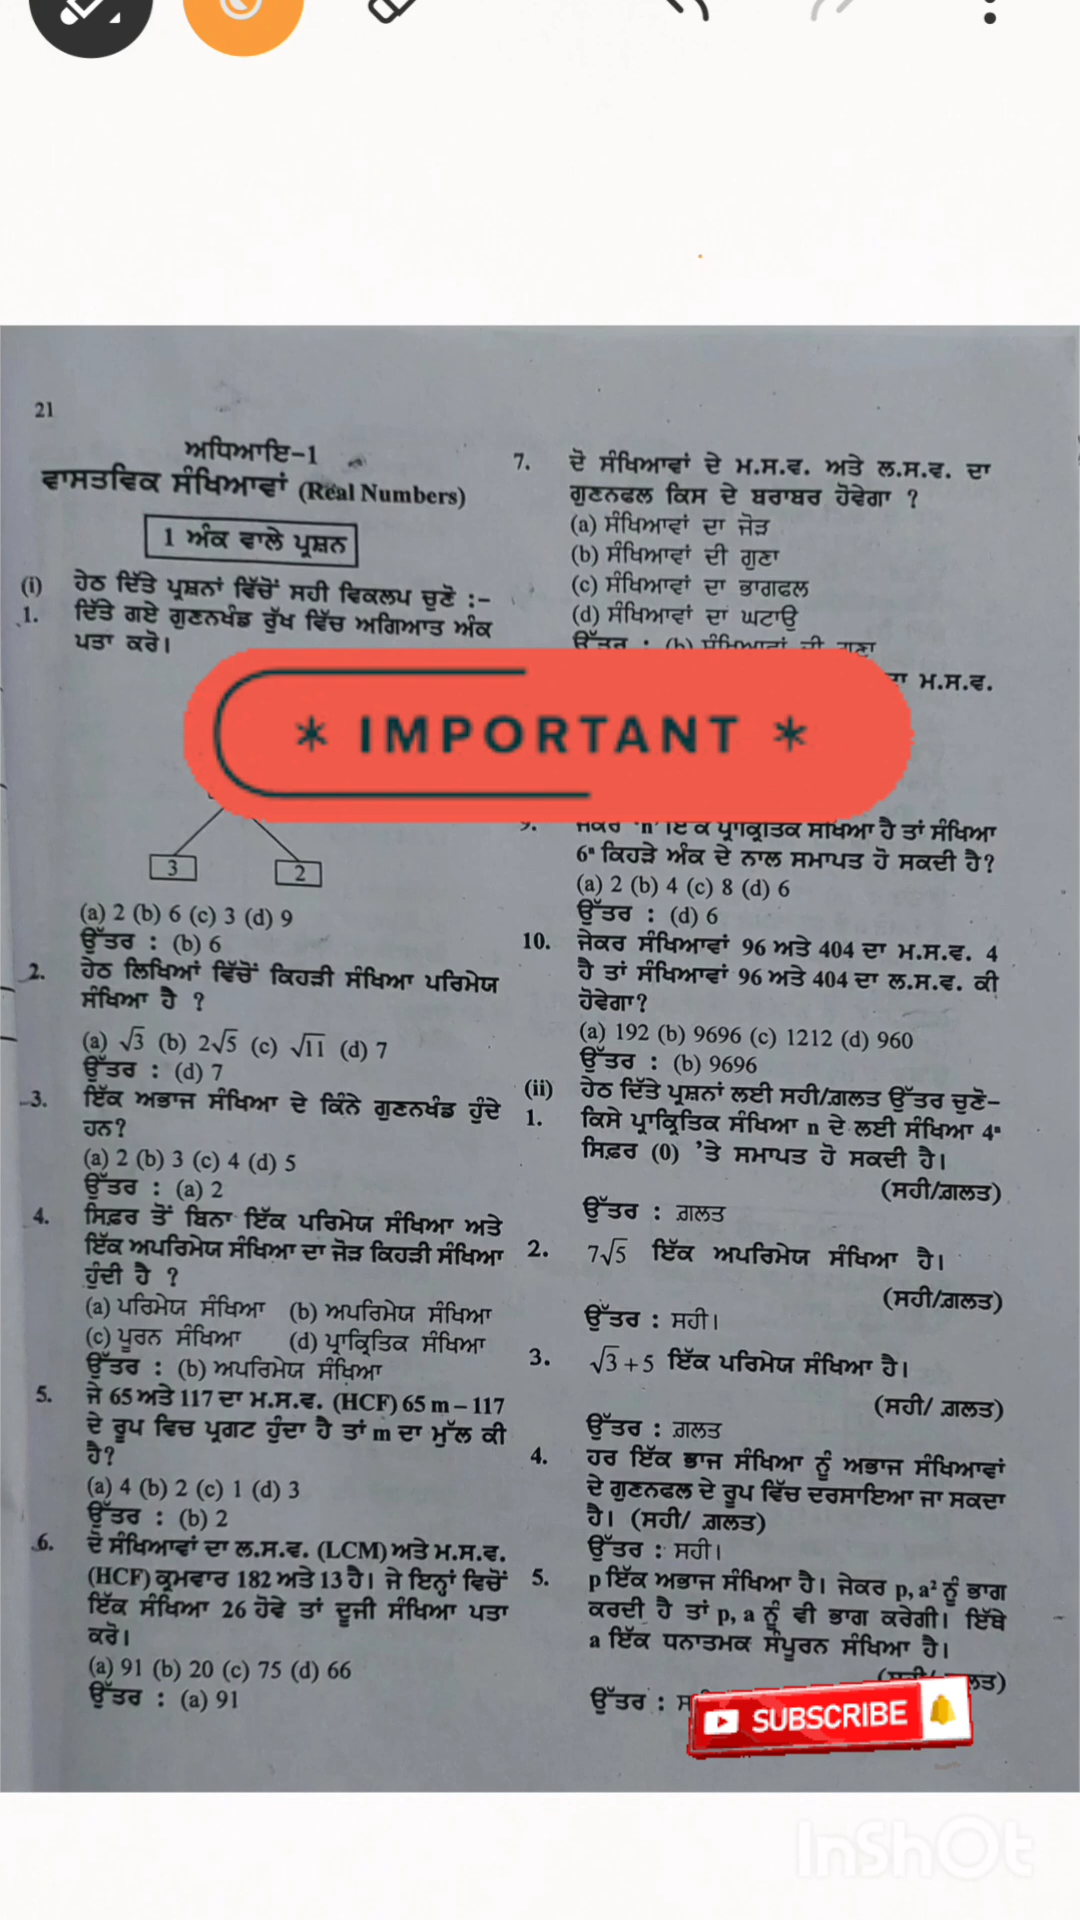 21
ਅਧਿਆਇ-1
ਵਾਸਤਵਿਕ ਸੰਖਿਆਵਾਂ (Real Numbers)
1 ਅੰਕ ਵਾਲੇ ਪ੍ਰਸ਼ਨ
(i) ਹੇਠ ਦਿੱਤੇ ਪ੍ਰਸ਼ਨਾਂ ਵਿੱਚੋਂ ਸਹੀ ਵਿਕਲਪ ਚੁਣੋ :-
1. ਦਿੱਤੇ ਗਏ ਗੁਣਨਖੰਡ ਰੁੱਖ ਵਿੱਚ ਅਗਿਆਤ ਅੰਕ
ਪਤਾ ਕਰੋ।
3
2
(a) 2 (b) 6 (c) 3 (d) 9
ਉੱਤਰ : (b) 6
2. ਹੇਠ ਲਿਖਿਆਂ ਵਿੱਚੋਂ ਕਿਹੜੀ ਸੰਖਿਆ ਪਰਿਮੇਯ
ਸੰਖਿਆ ਹੈ ?
(a) √3 (b) 2√5 (c) √11 (d) 7
ਉੱਤਰ : (d) 7
3. ਇੱਕ ਅਭਾਜ ਸੰਖਿਆ ਦੇ ਕਿੰਨੇ ਗੁਣਨਖੰਡ ਹੁੰਦੇ
ਹਨ?
(a) 2 (b) 3 (c) 4 (d) 5
ਉੱਤਰ : (a) 2
4. ਸਿਫ਼ਰ ਤੋਂ ਬਿਨਾ ਇੱਕ ਪਰਿਮੇਯ ਸੰਖਿਆ ਅਤੇ
ਇੱਕ ਅਪਰਿਮੇਯ ਸੰਖਿਆ ਦਾ ਜੋੜ ਕਿਹੜੀ ਸੰਖਿਆ
ਹੁੰਦੀ ਹੈ ?
(a) ਪਰਿਮੇਯ ਸੰਖਿਆ (b) ਅਪਰਿਮੇਯ ਸੰਖਿਆ
(c) ਪੂਰਨ ਸੰਖਿਆ (d) ਪ੍ਰਾਕ੍ਰਿਤਿਕ ਸੰਖਿਆ
ਉੱਤਰ : (b) ਅਪਰਿਮੇਯ ਸੰਖਿਆ
5. ਜੇ 65 ਅਤੇ 117 ਦਾ ਮ.ਸ.ਵ. (HCF) 65 m – 117
ਦੇ ਰੂਪ ਵਿਚ ਪ੍ਰਗਟ ਹੁੰਦਾ ਹੈ ਤਾਂ m ਦਾ ਮੁੱਲ ਕੀ
ਹੈ?
(a) 4 (b) 2 (c) 1 (d) 3
ਉੱਤਰ : (b) 2
6. ਦੋ ਸੰਖਿਆਵਾਂ ਦਾ ਲ.ਸ.ਵ. (LCM) ਅਤੇ ਮ.ਸ.ਵ.
(HCF) ਕ੍ਰਮਵਾਰ 182 ਅਤੇ 13 ਹੈ। ਜੇ ਇਨ੍ਹਾਂ ਵਿਚੋਂ
ਇੱਕ ਸੰਖਿਆ 26 ਹੋਵੇ ਤਾਂ ਦੂਜੀ ਸੰਖਿਆ ਪਤਾ
ਕਰੋ।
(a) 91 (b) 20 (c) 75 (d) 66
ਉੱਤਰ : (a) 91
7. ਦੋ ਸੰਖਿਆਵਾਂ ਦੇ ਮ.ਸ.ਵ. ਅਤੇ ਲ.ਸ.ਵ. ਦਾ
ਗੁਣਨਫਲ ਕਿਸ ਦੇ ਬਰਾਬਰ ਹੋਵੇਗਾ ?
(a) ਸੰਖਿਆਵਾਂ ਦਾ ਜੋੜ
(b) ਸੰਖਿਆਵਾਂ ਦੀ ਗੁਣਾ
(c) ਸੰਖਿਆਵਾਂ ਦਾ ਭਾਗਫਲ
(d) ਸੰਖਿਆਵਾਂ ਦਾ ਘਟਾਉ
ਉੱਤਰ : (b) ਸੰਖਿਆਵਾਂ ਦੀ ਗੁਣਾ
ਮ.ਸ.ਵ.
* IMPORTANT *
9. ਜੇਕਰ 'n' ਇੱਕ ਪ੍ਰਾਕ੍ਰਿਤਿਕ ਸੰਖਿਆ ਹੈ ਤਾਂ ਸੰਖਿਆ
6ⁿ ਕਿਹੜੇ ਅੰਕ ਦੇ ਨਾਲ ਸਮਾਪਤ ਹੋ ਸਕਦੀ ਹੈ?
(a) 2 (b) 4 (c) 8 (d) 6
ਉੱਤਰ : (d) 6
10. ਜੇਕਰ ਸੰਖਿਆਵਾਂ 96 ਅਤੇ 404 ਦਾ ਮ.ਸ.ਵ. 4
ਹੈ ਤਾਂ ਸੰਖਿਆਵਾਂ 96 ਅਤੇ 404 ਦਾ ਲ.ਸ.ਵ. ਕੀ
ਹੋਵੇਗਾ?
(a) 192 (b) 9696 (c) 1212 (d) 960
ਉੱਤਰ : (b) 9696
(ii) ਹੇਠ ਦਿੱਤੇ ਪ੍ਰਸ਼ਨਾਂ ਲਈ ਸਹੀ/ਗ਼ਲਤ ਉੱਤਰ ਚੁਣੋ–
1. ਕਿਸੇ ਪ੍ਰਾਕ੍ਰਿਤਿਕ ਸੰਖਿਆ n ਦੇ ਲਈ ਸੰਖਿਆ 4ⁿ
ਸਿਫ਼ਰ (0) 'ਤੇ ਸਮਾਪਤ ਹੋ ਸਕਦੀ ਹੈ।
(ਸਹੀ/ਗ਼ਲਤ)
ਉੱਤਰ : ਗ਼ਲਤ
2. 7√5 ਇੱਕ ਅਪਰਿਮੇਯ ਸੰਖਿਆ ਹੈ।
(ਸਹੀ/ਗ਼ਲਤ)
ਉੱਤਰ : ਸਹੀ।
3. √3 + 5 ਇੱਕ ਪਰਿਮੇਯ ਸੰਖਿਆ ਹੈ।
(ਸਹੀ/ ਗ਼ਲਤ)
ਉੱਤਰ : ਗ਼ਲਤ
4. ਹਰ ਇੱਕ ਭਾਜ ਸੰਖਿਆ ਨੂੰ ਅਭਾਜ ਸੰਖਿਆਵਾਂ
ਦੇ ਗੁਣਨਫਲ ਦੇ ਰੂਪ ਵਿੱਚ ਦਰਸਾਇਆ ਜਾ ਸਕਦਾ
ਹੈ। (ਸਹੀ/ ਗ਼ਲਤ)
ਉੱਤਰ : ਸਹੀ।
5. p ਇੱਕ ਅਭਾਜ ਸੰਖਿਆ ਹੈ। ਜੇਕਰ p, a² ਨੂੰ ਭਾਗ
ਕਰਦੀ ਹੈ ਤਾਂ p, a ਨੂੰ ਵੀ ਭਾਗ ਕਰੇਗੀ। ਇੱਥੇ
a ਇੱਕ ਧਨਾਤਮਕ ਸੰਪੂਰਨ ਸੰਖਿਆ ਹੈ।
ਉੱਤਰ :
SUBSCRIBE
InShOt